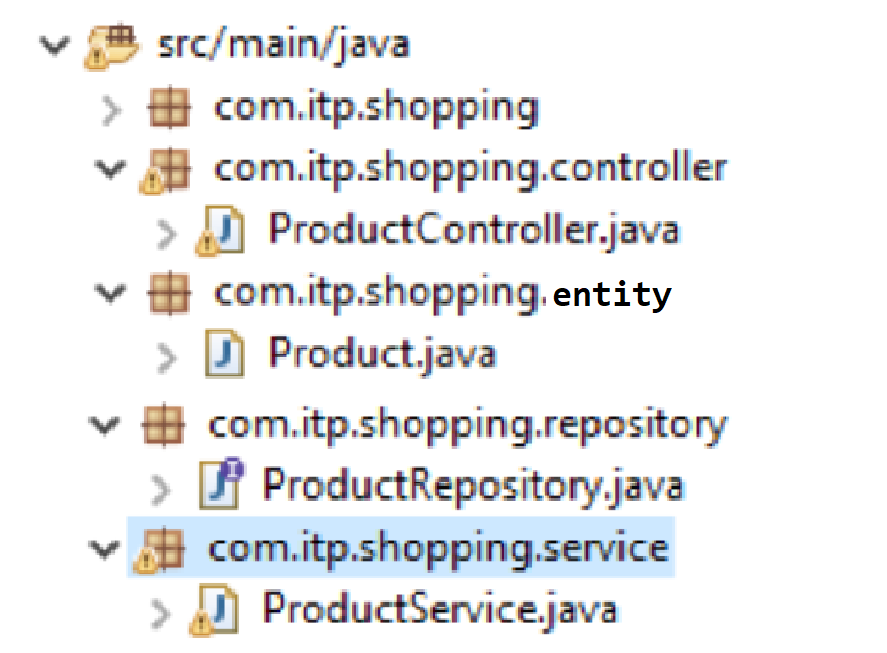 src/main/java
com.itp.shopping
com.itp.shopping.controller
ProductController.java
com.itp.shopping.entity
Product.java
com.itp.shopping.repository
ProductRepository.java
com.itp.shopping.service
ProductService.java